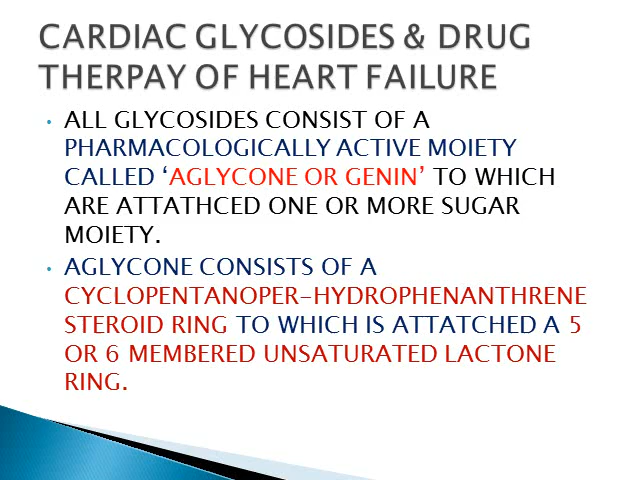 CARDIAC GLYCOSIDES & DRUG
THERPAY OF HEART FAILURE
• ALL GLYCOSIDES CONSIST OF A
PHARMACOLOGICALLY ACTIVE MOIETY
CALLED ‘AGLYCONE OR GENIN’ TO WHICH
ARE ATTATHCED ONE OR MORE SUGAR
MOIETY.
• AGLYCONE CONSISTS OF A
CYCLOPENTANOPER-HYDROPHENANTHRENE
STEROID RING TO WHICH IS ATTATCHED A 5
OR 6 MEMBERED UNSATURATED LACTONE
RING.